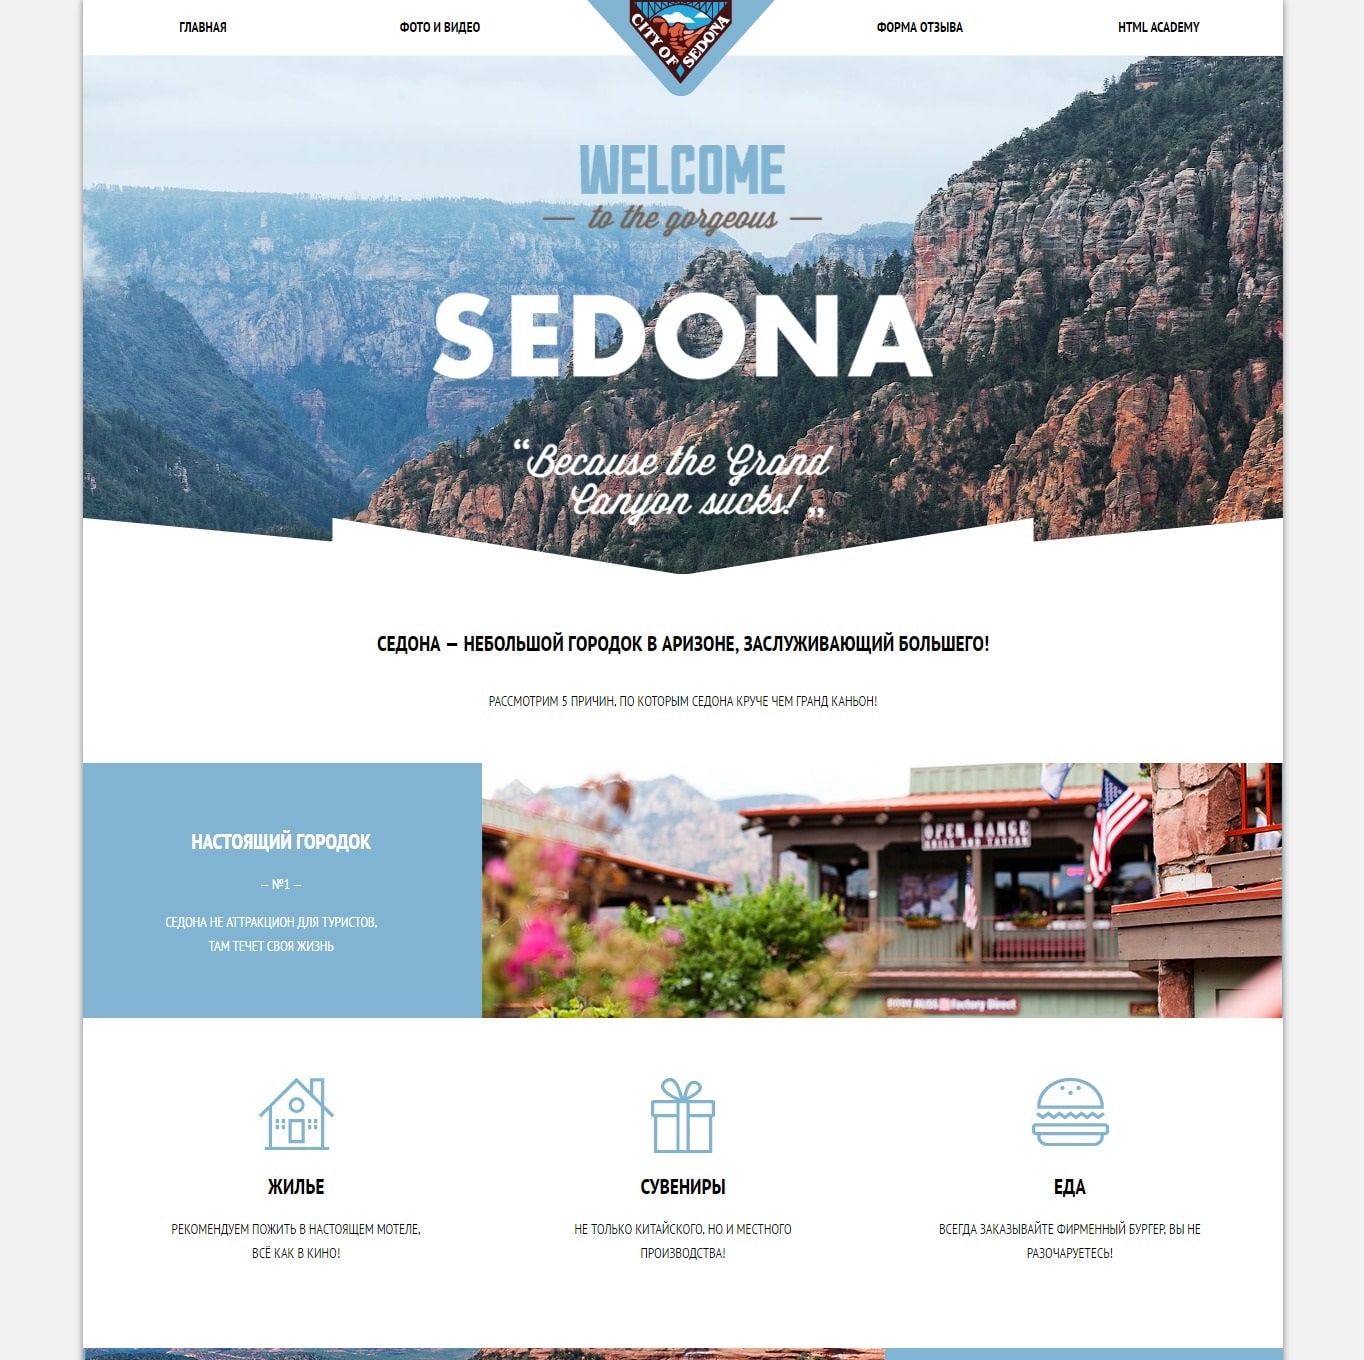 ГЛАВНАЯ
ФОТО И ВИДЕО
CITY OF SEDONA
ФОРМА ОТЗЫВА
HTML ACADEMY
WELCOME
— to the gorgeous —
SEDONA
“Because the Grand
Canyon sucks!”
СЕДОНА — НЕБОЛЬШОЙ ГОРОДОК В АРИЗОНЕ, ЗАСЛУЖИВАЮЩИЙ БОЛЬШЕГО!
РАССМОТРИМ 5 ПРИЧИН, ПО КОТОРЫМ СЕДОНА КРУЧЕ ЧЕМ ГРАНД КАНЬОН!
НАСТОЯЩИЙ ГОРОДОК
— №1 —
СЕДОНА НЕ АТТРАКЦИОН ДЛЯ ТУРИСТОВ,
ТАМ ТЕЧЕТ СВОЯ ЖИЗНЬ
OPEN RANGE
GRILL AND TAVERN
Factory Direct
ЖИЛЬЕ
РЕКОМЕНДУЕМ ПОЖИТЬ В НАСТОЯЩЕМ МОТЕЛЕ,
ВСЁ КАК В КИНО!
СУВЕНИРЫ
НЕ ТОЛЬКО КИТАЙСКОГО, НО И МЕСТНОГО
ПРОИЗВОДСТВА!
ЕДА
ВСЕГДА ЗАКАЗЫВАЙТЕ ФИРМЕННЫЙ БУРГЕР, ВЫ НЕ
РАЗОЧАРУЕТЕСЬ!